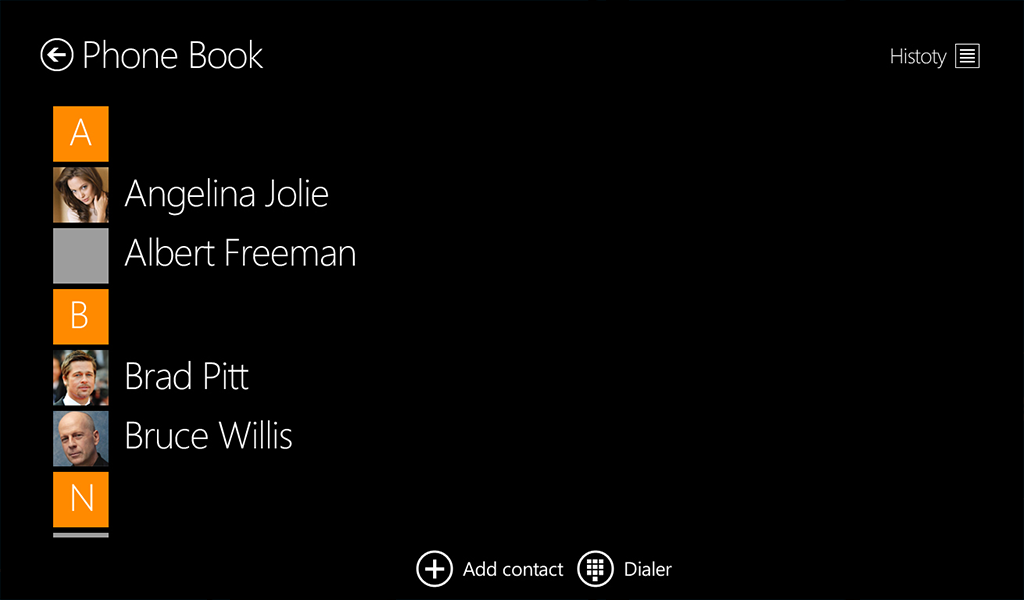 Phone Book
Histoty
A
Angelina Jolie
Albert Freeman
B
Brad Pitt
Bruce Willis
N
Add contact
Dialer